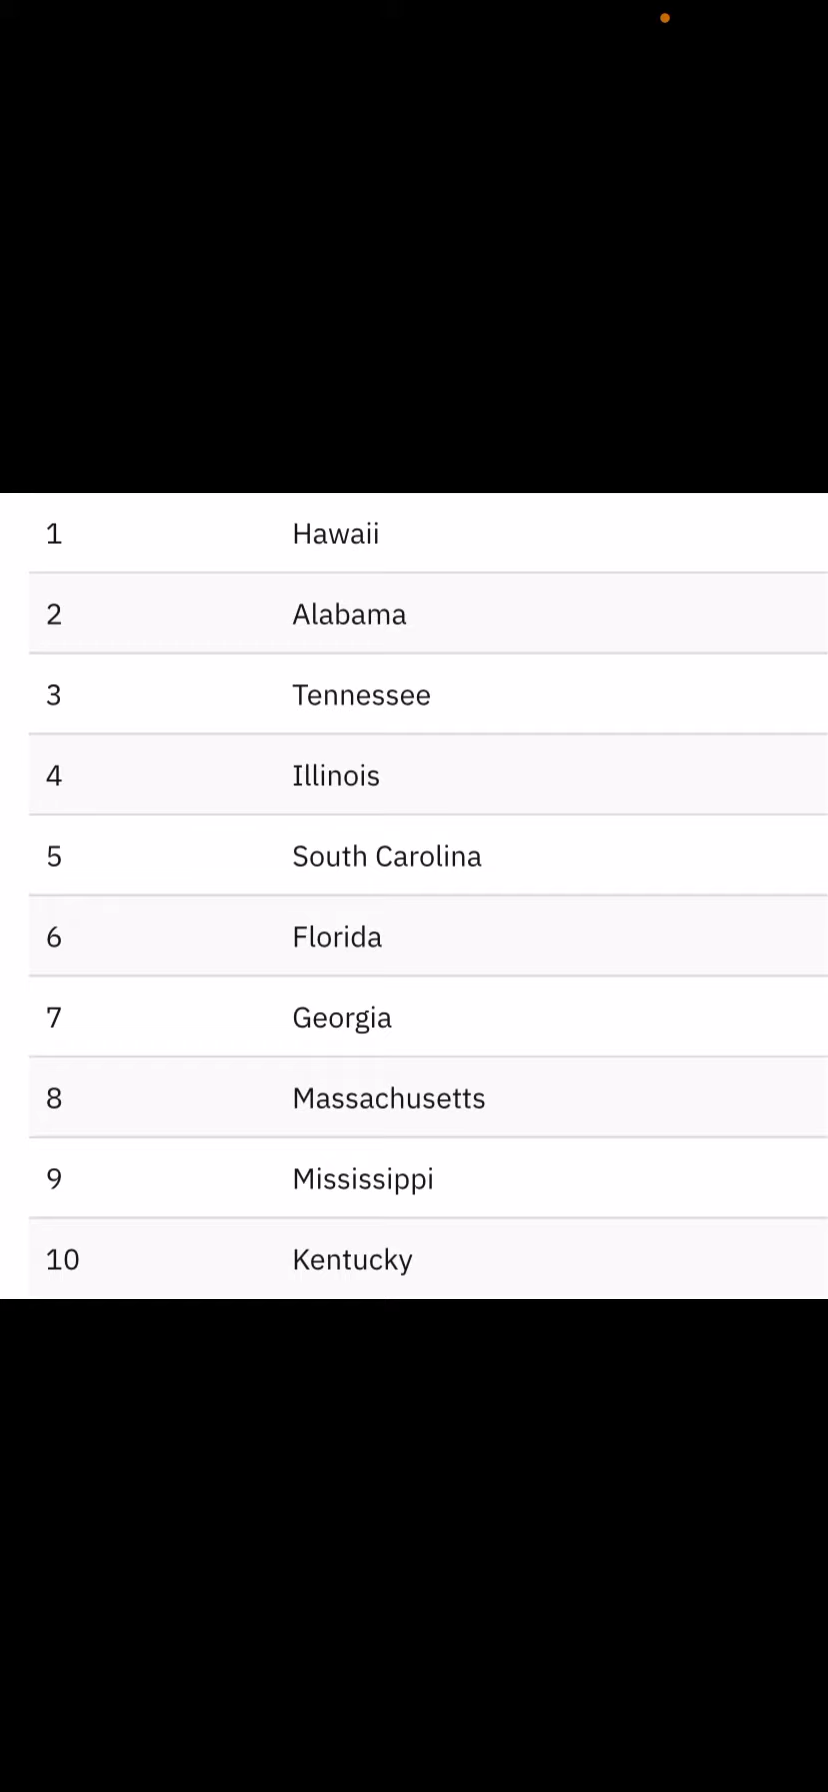 1 Hawaii
2 Alabama
3 Tennessee
4 Illinois
5 South Carolina
6 Florida
7 Georgia
8 Massachusetts
9 Mississippi
10 Kentucky